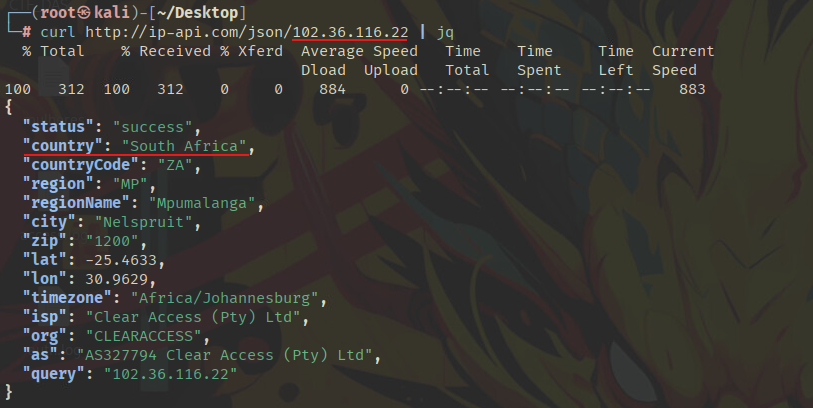 ┌──(root㉿kali)-[~/Desktop]
└─# curl http://ip-api.com/json/102.36.116.22 | jq
  % Total    % Received % Xferd  Average Speed   Time    Time     Time  Current
                                 Dload  Upload   Total   Spent    Left  Speed
100   312  100   312    0     0    884      0 --:--:-- --:--:-- --:--:--   883
{
  "status": "success",
  "country": "South Africa",
  "countryCode": "ZA",
  "region": "MP",
  "regionName": "Mpumalanga",
  "city": "Nelspruit",
  "zip": "1200",
  "lat": -25.4633,
  "lon": 30.9629,
  "timezone": "Africa/Johannesburg",
  "isp": "Clear Access (Pty) Ltd",
  "org": "CLEARACCESS",
  "as": "AS327794 Clear Access (Pty) Ltd",
  "query": "102.36.116.22"
}